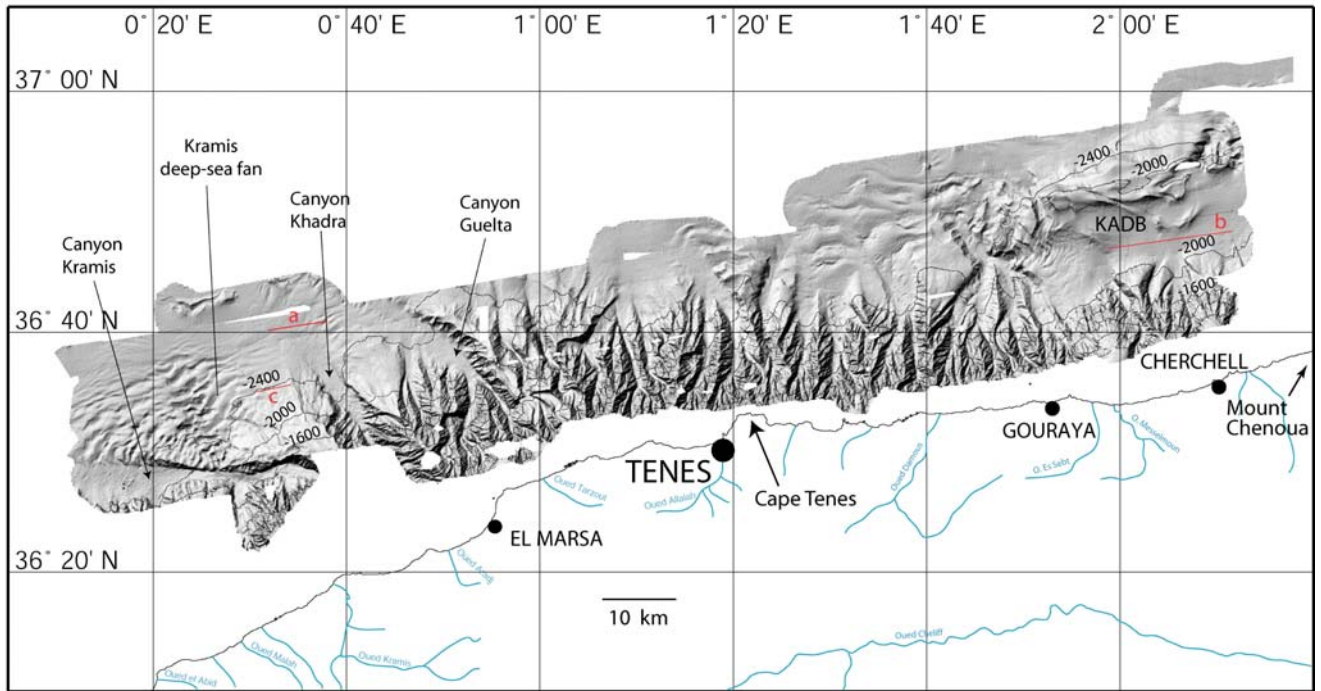 0° 20' E
0° 40' E
1° 00' E
1° 20' E
1° 40' E
2° 00' E
37° 00' N
36° 40' N
36° 20' N
Kramis
deep-sea fan
Canyon
Khadra
Canyon
Guelta
Canyon
Kramis
-2400
-2000
KADB
b
-2000
-1600
a
-2400
c
-2000
-1600
CHERCHELL
Mount
Chenoua
GOURAYA
TENES
Cape Tenes
EL MARSA
10 km
Oued Tarzout
Oued Allalah
Oued Damous
O. Es Sebt
O. Messelmoun
Oued Aradj
Oued Kramis
Oued Malah
Oued el Abid
Oued Cheliff